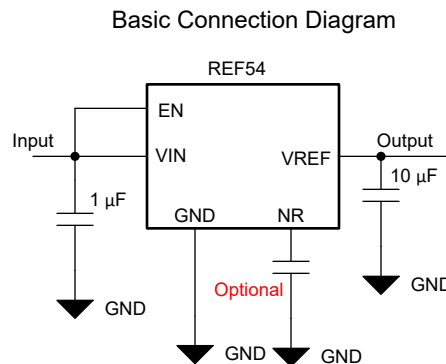 Basic Connection Diagram
REF54
EN
Input
VIN
VREF
Output
1 µF
10 µF
GND
NR
Optional
GND
GND
GND
GND